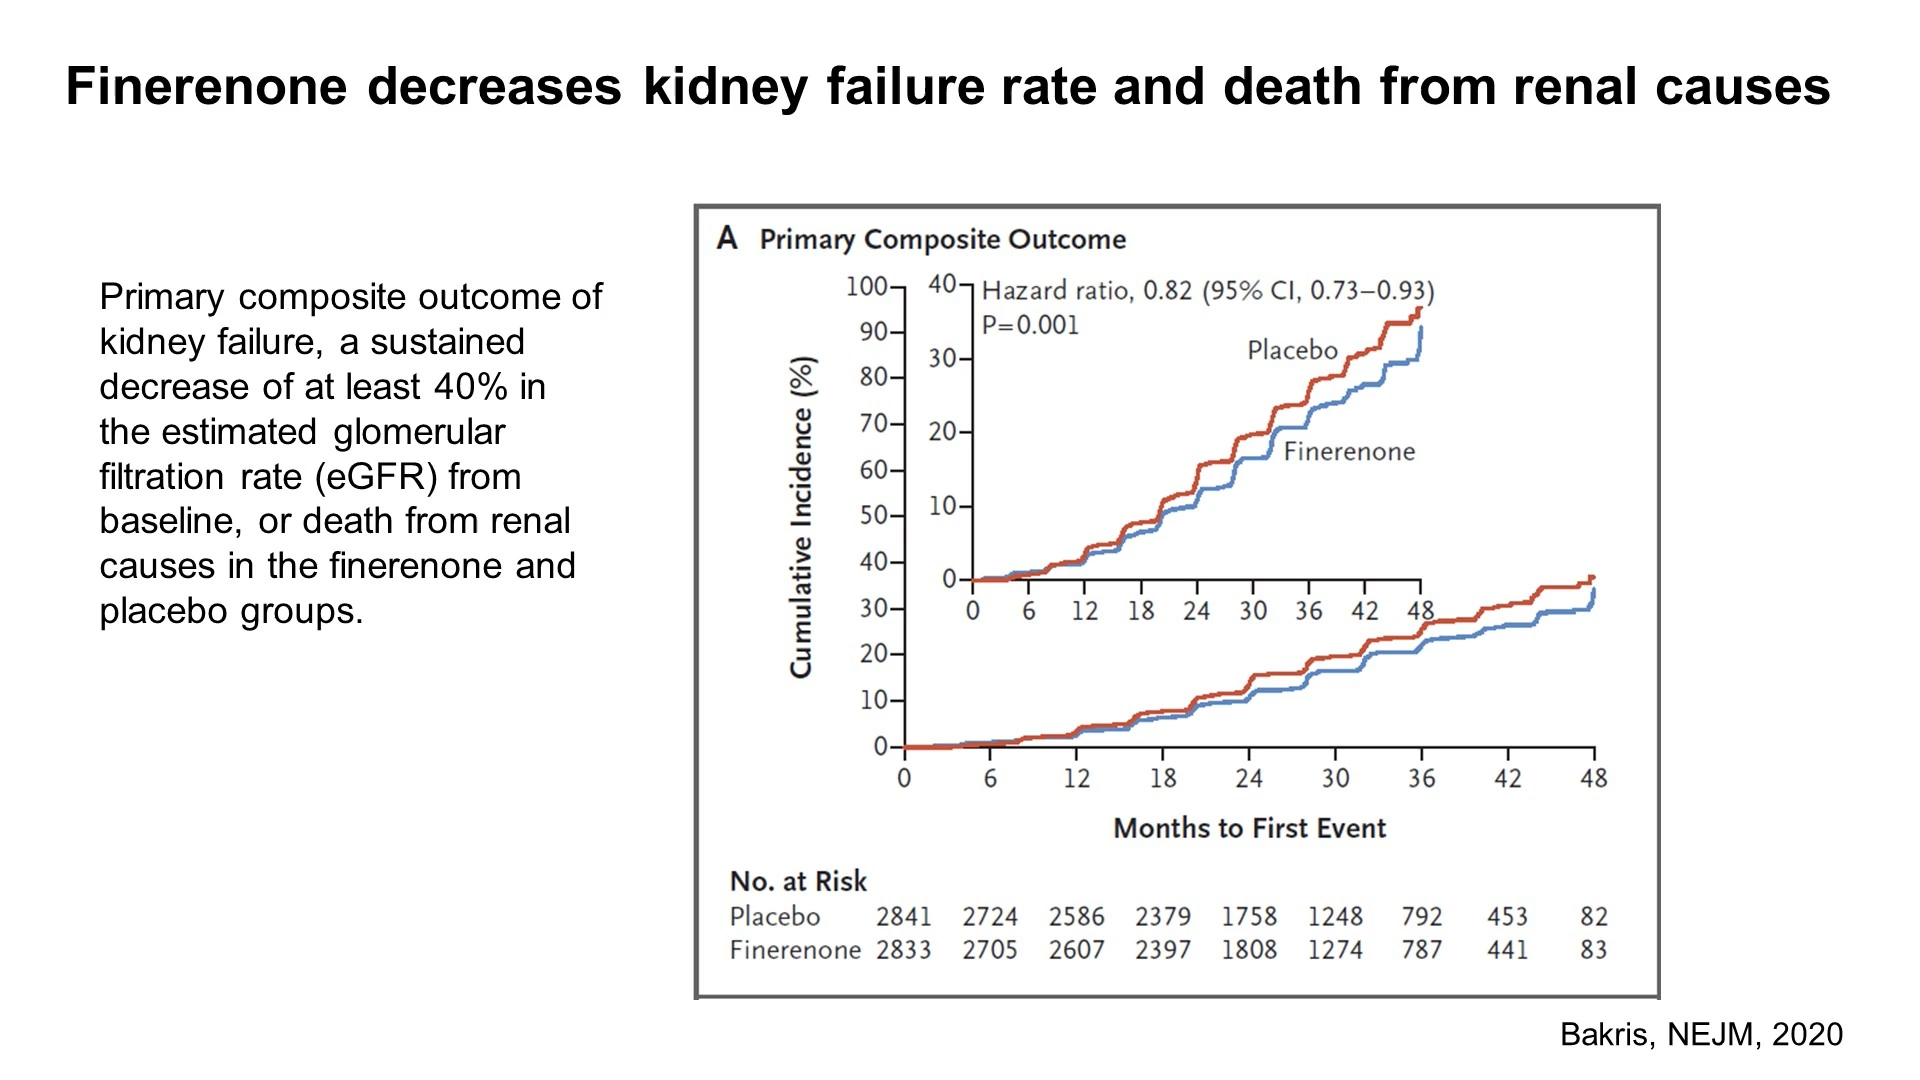 Finerenone decreases kidney failure rate and death from renal causes
Primary composite outcome of
kidney failure, a sustained
decrease of at least 40% in
the estimated glomerular
filtration rate (eGFR) from
baseline, or death from renal
causes in the finerenone and
placebo groups.
A Primary Composite Outcome
Cumulative Incidence (%)
100
90
80
70
60
50
40
30
20
10
0
40
30
20
10
0
Hazard ratio, 0.82 (95% CI, 0.73–0.93)
P=0.001
Placebo
Finerenone
0 6 12 18 24 30 36 42 48
0 6 12 18 24 30 36 42 48
Months to First Event
No. at Risk
Placebo 2841 2724 2586 2379 1758 1248 792 453 82
Finerenone 2833 2705 2607 2397 1808 1274 787 441 83
Bakris, NEJM, 2020